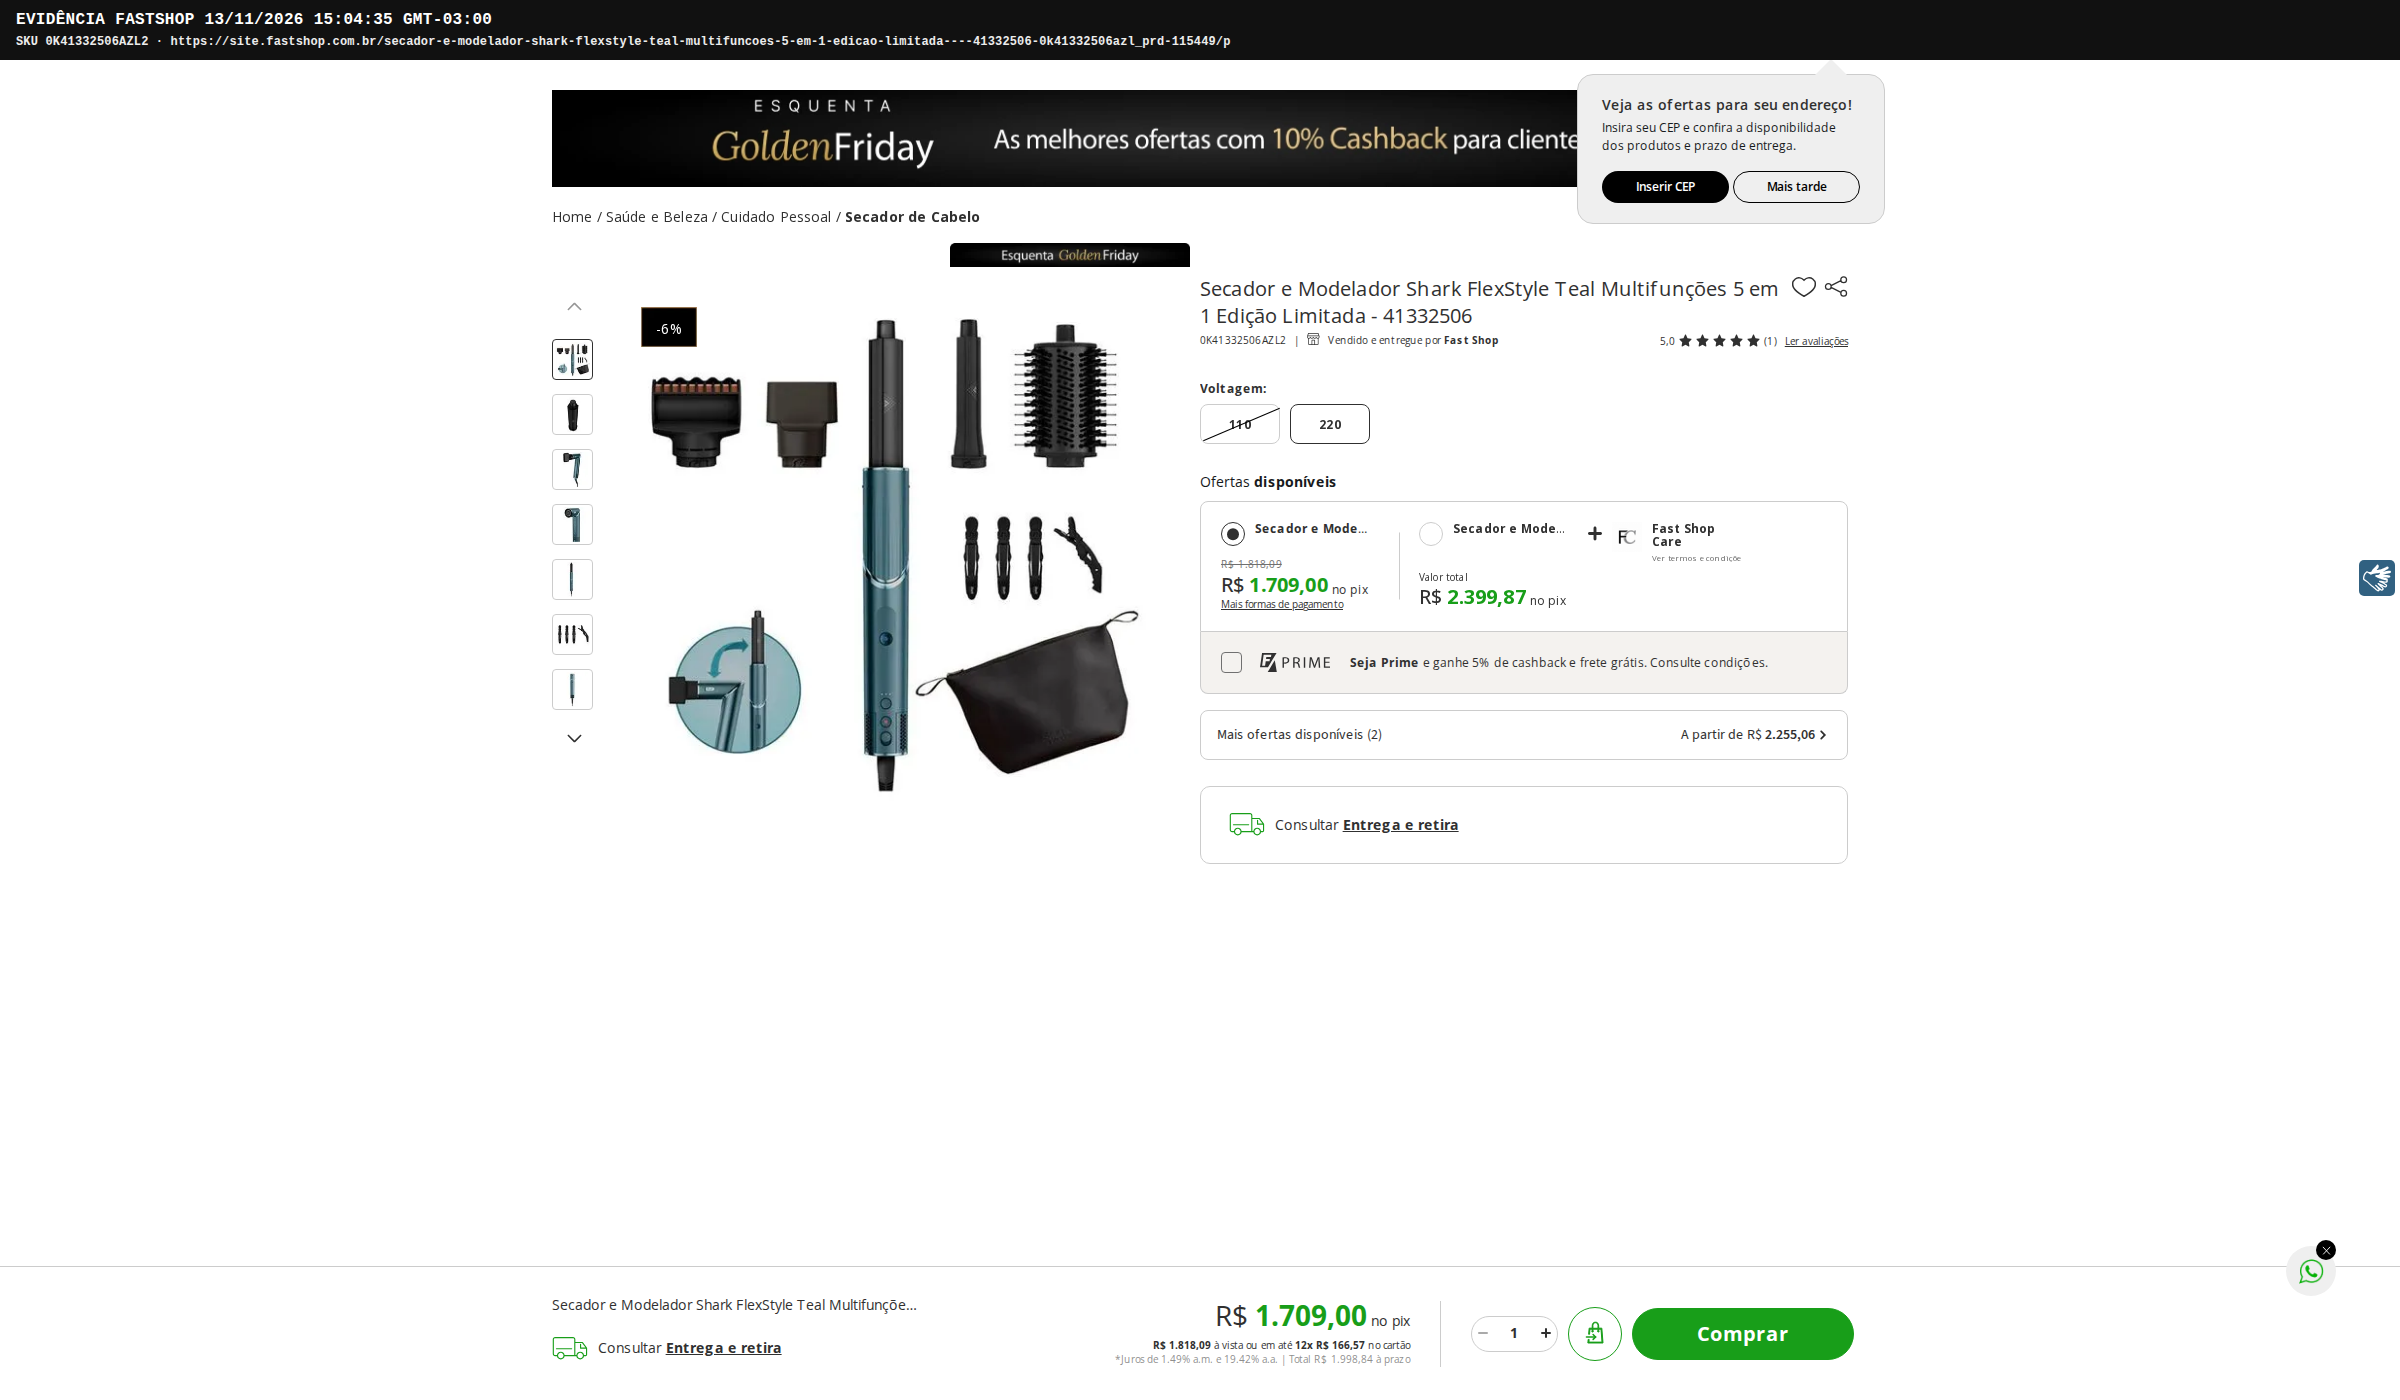 EVIDÊNCIA FASTSHOP 13/11/2026 15:04:35 GMT-03:00
SKU 0K41332506AZL2 · https://site.fastshop.com.br/secador-e-modelador-shark-flexstyle-teal-multifuncoes-5-em-1-edicao-limitada----41332506-0k41332506azl_prd-115449/p
ESQUENTA
GoldenFriday
As melhores ofertas com 10% Cashback para cliente
Veja as ofertas para seu endereço!
Insira seu CEP e confira a disponibilidade
dos produtos e prazo de entrega.
Inserir CEP
Mais tarde
Home / Saúde e Beleza / Cuidado Pessoal / Secador de Cabelo
Esquenta GoldenFriday
-6%
Secador e Modelador Shark FlexStyle Teal Multifunções 5 em
1 Edição Limitada - 41332506
0K41332506AZL2 | Vendido e entregue por Fast Shop
5,0 (1) Ler avaliações
Voltagem:
110
220
Ofertas disponíveis
Secador e Mode...
R$ 1.818,09
R$ 1.709,00 no pix
Mais formas de pagamento
Secador e Mode...
+
FC
Fast Shop
Care
Ver termos e condiçõe
Valor total
R$ 2.399,87 no pix
PRIME
Seja Prime e ganhe 5% de cashback e frete grátis. Consulte condições.
Mais ofertas disponíveis (2)
A partir de R$ 2.255,06
Consultar Entrega e retira
Secador e Modelador Shark FlexStyle Teal Multifunçõe...
Consultar Entrega e retira
R$ 1.709,00 no pix
R$ 1.818,09 à vista ou em até 12x R$ 166,57 no cartão
*Juros de 1.49% a.m. e 19.42% a.a. | Total R$ 1.998,84 à prazo
− 1 +
Comprar